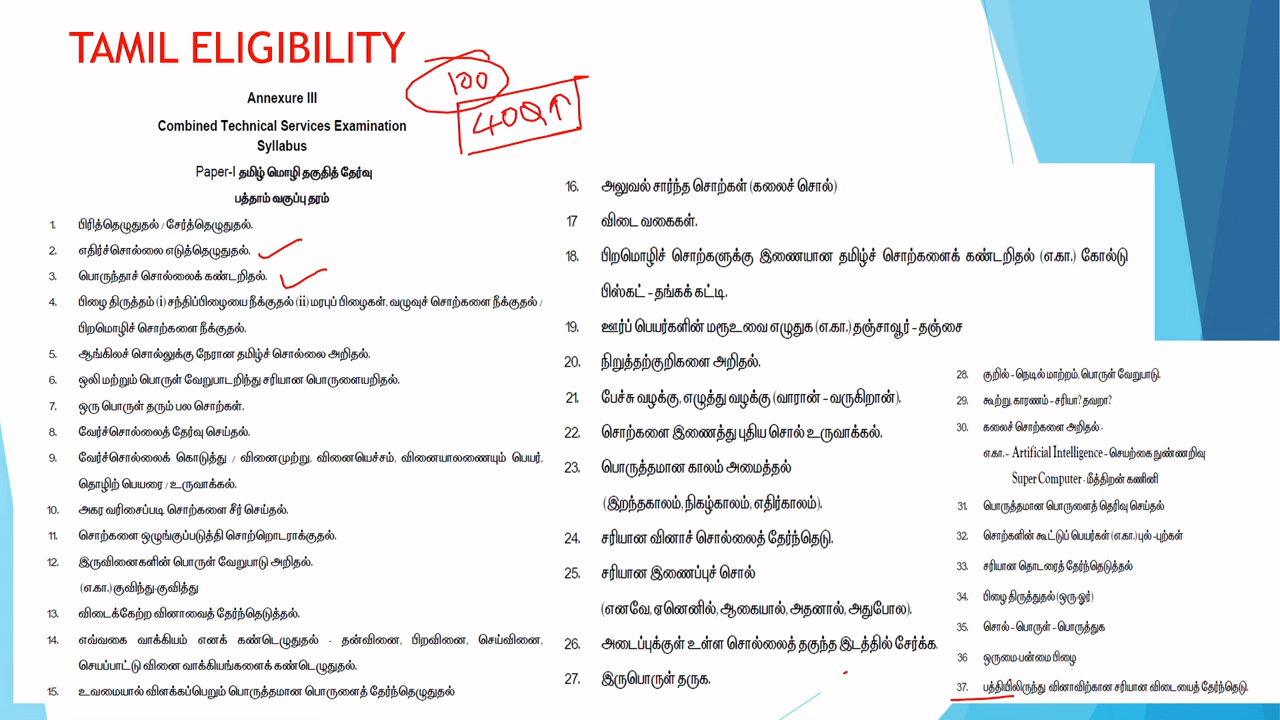 TAMIL ELIGIBILITY
100
40Q↑
Annexure III
Combined Technical Services Examination
Syllabus
Paper-I தமிழ் மொழி தகுதித் தேர்வு
பத்தாம் வகுப்பு தரம்
1. பிரித்தெழுதுதல் / சேர்த்தெழுதுதல்.
2. எதிர்ச்சொல்லை எடுத்தெழுதுதல்.
3. பொருந்தாச் சொல்லைக் கண்டறிதல்.
4. பிழை திருத்தம் (i) சந்திப்பிழையை நீக்குதல் (ii) மரபுப் பிழைகள், வழுவுச் சொற்களை நீக்குதல் /
பிறமொழிச் சொற்களை நீக்குதல்.
5. ஆங்கிலச் சொல்லுக்கு நேரான தமிழ்ச் சொல்லை அறிதல்.
6. ஒலி மற்றும் பொருள் வேறுபாடறிந்து சரியான பொருளையறிதல்.
7. ஒரு பொருள் தரும் பல சொற்கள்.
8. வேர்ச்சொல்லைத் தேர்வு செய்தல்.
9. வேர்ச்சொல்லைக் கொடுத்து / வினைமுற்று, வினையெச்சம், வினையாலணையும் பெயர்,
தொழிற் பெயரை / உருவாக்கல்.
10. அகர வரிசைப்படி சொற்களை சீர் செய்தல்.
11. சொற்களை ஒழுங்குப்படுத்தி சொற்றொடராக்குதல்.
12. இருவினைகளின் பொருள் வேறுபாடு அறிதல்.
(எ.கா.) குவிந்து-குவித்து
13. விடைக்கேற்ற வினாவைத் தேர்ந்தெடுத்தல்.
14. எவ்வகை வாக்கியம் எனக் கண்டெழுதுதல் - தன்வினை, பிறவினை, செய்வினை,
செயப்பாட்டு வினை வாக்கியங்களைக் கண்டெழுதுதல்.
15. உவமையால் விளக்கப்பெறும் பொருத்தமான பொருளைத் தேர்ந்தெழுதுதல்
16. அலுவல் சார்ந்த சொற்கள் (கலைச் சொல்)
17 விடை வகைகள்.
18. பிறமொழிச் சொற்களுக்கு இணையான தமிழ்ச் சொற்களைக் கண்டறிதல் (எ.கா.) கோல்டு
பிஸ்கட் – தங்கக் கட்டி.
19. ஊர்ப் பெயர்களின் மரூஉவை எழுதுக (எ.கா.) தஞ்சாவூர் – தஞ்சை
20. நிறுத்தற்குறிகளை அறிதல்.
21. பேச்சு வழக்கு, எழுத்து வழக்கு (வாரான் – வருகிறான்).
22. சொற்களை இணைத்து புதிய சொல் உருவாக்கல்.
23. பொருத்தமான காலம் அமைத்தல்
(இறந்தகாலம், நிகழ்காலம், எதிர்காலம்).
24. சரியான வினாச் சொல்லைத் தேர்ந்தெடு.
25. சரியான இணைப்புச் சொல்
(எனவே, ஏனெனில், ஆகையால், அதனால், அதுபோல).
26. அடைப்புக்குள் உள்ள சொல்லைத் தகுந்த இடத்தில் சேர்க்க.
27. இருபொருள் தருக.
28. குறில் – நெடில் மாற்றம், பொருள் வேறுபாடு.
29. கூற்று, காரணம் – சரியா? தவறா?
30. கலைச் சொற்களை அறிதல்:-
எ.கா. – Artificial Intelligence – செயற்கை நுண்ணறிவு
Super Computer – மீத்திறன் கணினி
31. பொருத்தமான பொருளைத் தெரிவு செய்தல்
32. சொற்களின் கூட்டுப் பெயர்கள் (எ.கா.) புல் – புற்கள்
33. சரியான தொடரைத் தேர்ந்தெடுத்தல்
34. பிழை திருத்துதல் (ஒரு-ஓர்)
35. சொல் – பொருள் – பொருத்துக
36 ஒருமை-பன்மை பிழை
37. பத்தியிலிருந்து வினாவிற்கான சரியான விடையைத் தேர்ந்தெடு.